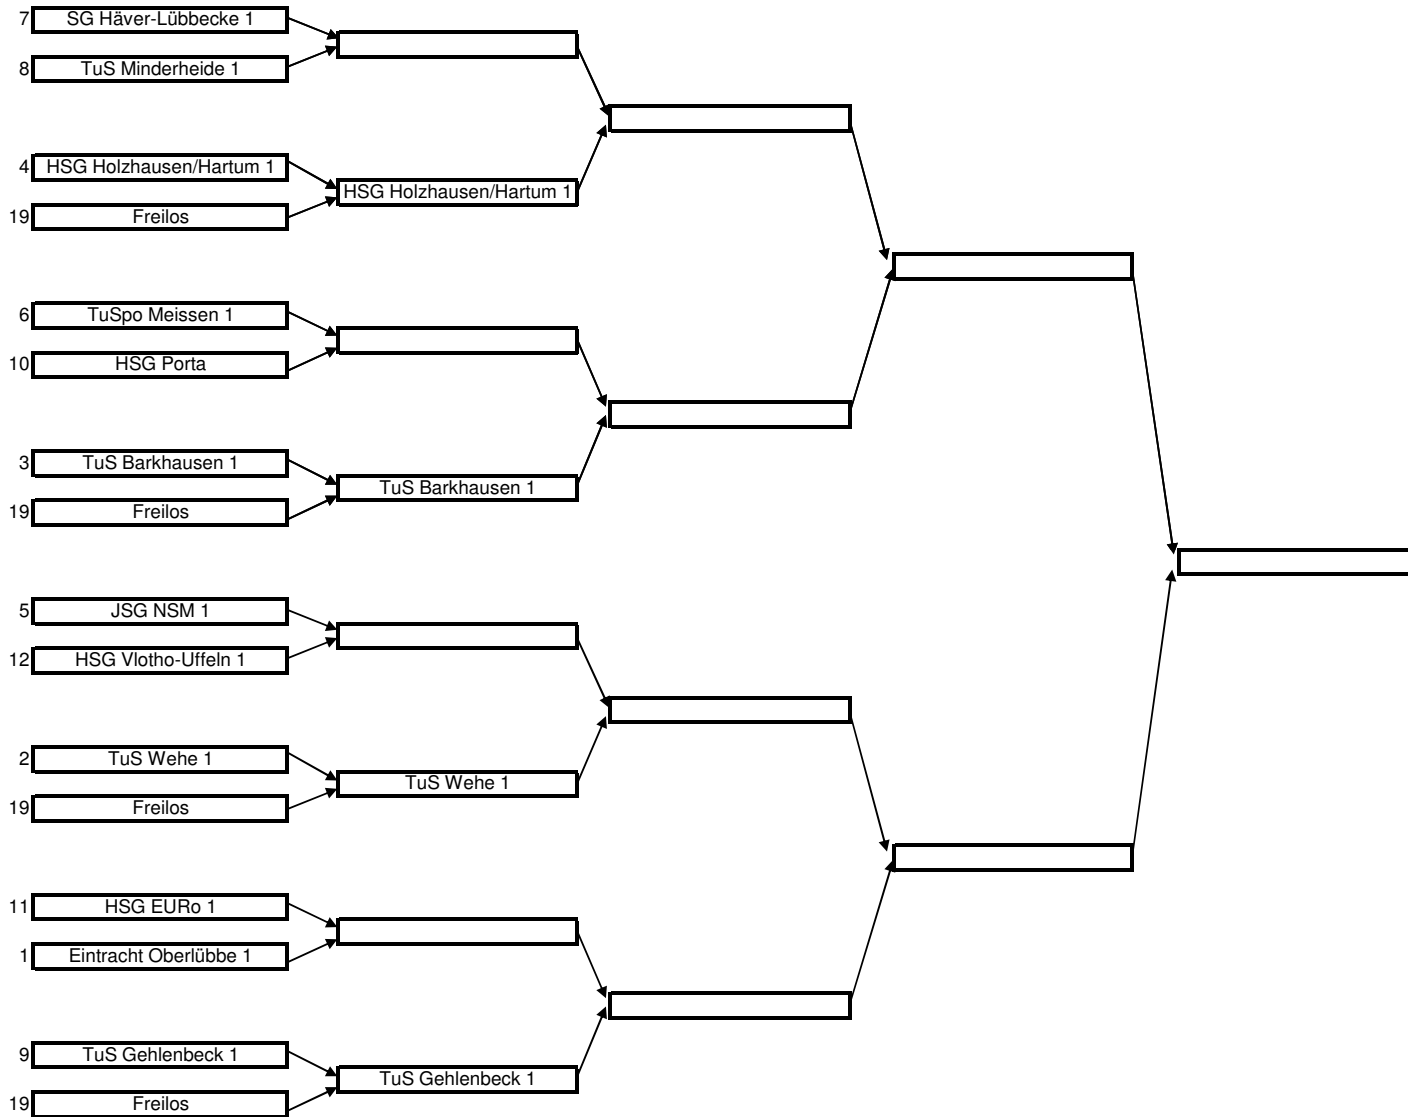 7 SG Häver-Lübbecke 1
8 TuS Minderheide 1
4 HSG Holzhausen/Hartum 1
HSG Holzhausen/Hartum 1
19 Freilos
6 TuSpo Meissen 1
10 HSG Porta
3 TuS Barkhausen 1
TuS Barkhausen 1
19 Freilos
5 JSG NSM 1
12 HSG Vlotho-Uffeln 1
2 TuS Wehe 1
TuS Wehe 1
19 Freilos
11 HSG EURo 1
1 Eintracht Oberlübbe 1
9 TuS Gehlenbeck 1
TuS Gehlenbeck 1
19 Freilos